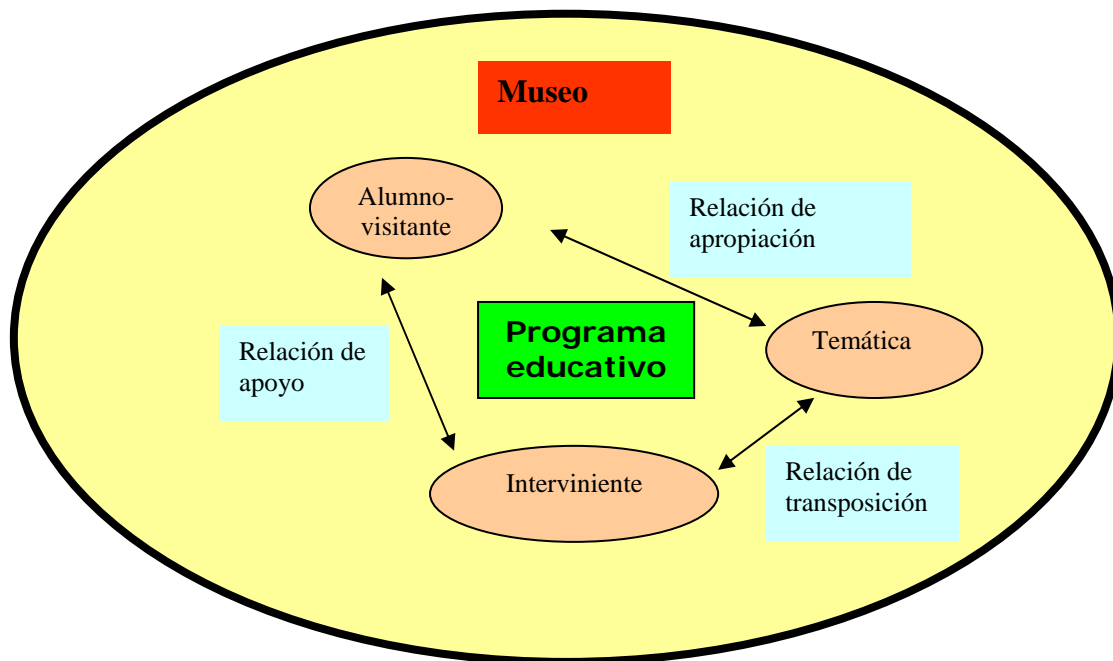 Museo
Alumno-
visitante
Relación de
apropiación
Programa
educativo
Temática
Relación de
apoyo
Interviniente
Relación de
transposición